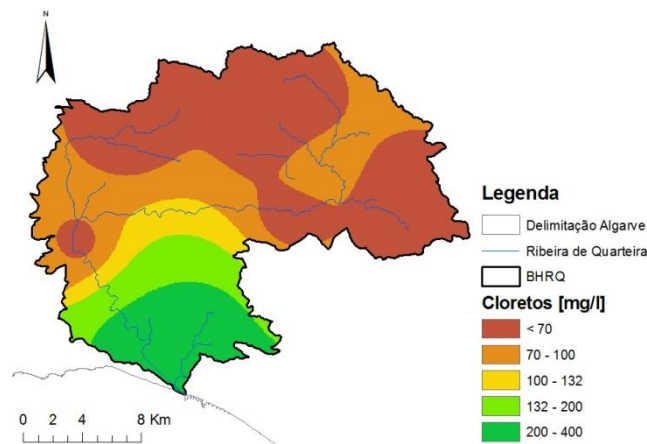 N
Legenda
Delimitação Algarve
Ribeira de Quarteira
BHRQ
Cloretos [mg/l]
< 70
70 - 100
100 - 132
132 - 200
200 - 400
0 2 4 8 Km